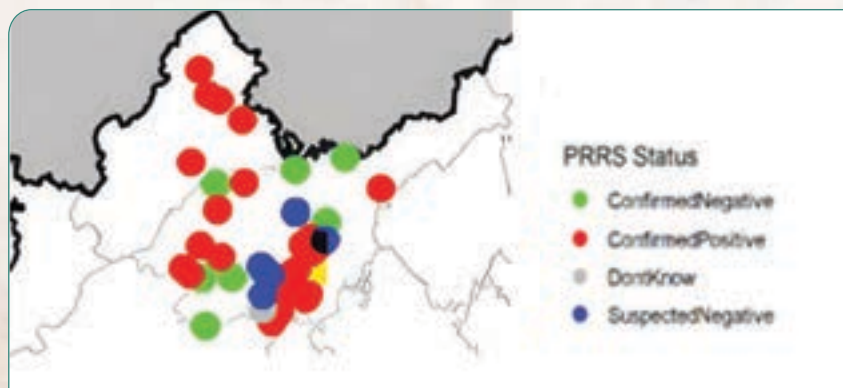 PRRS Status
ConfirmedNegative
ConfirmedPositive
DontKnow
SuspectedNegative